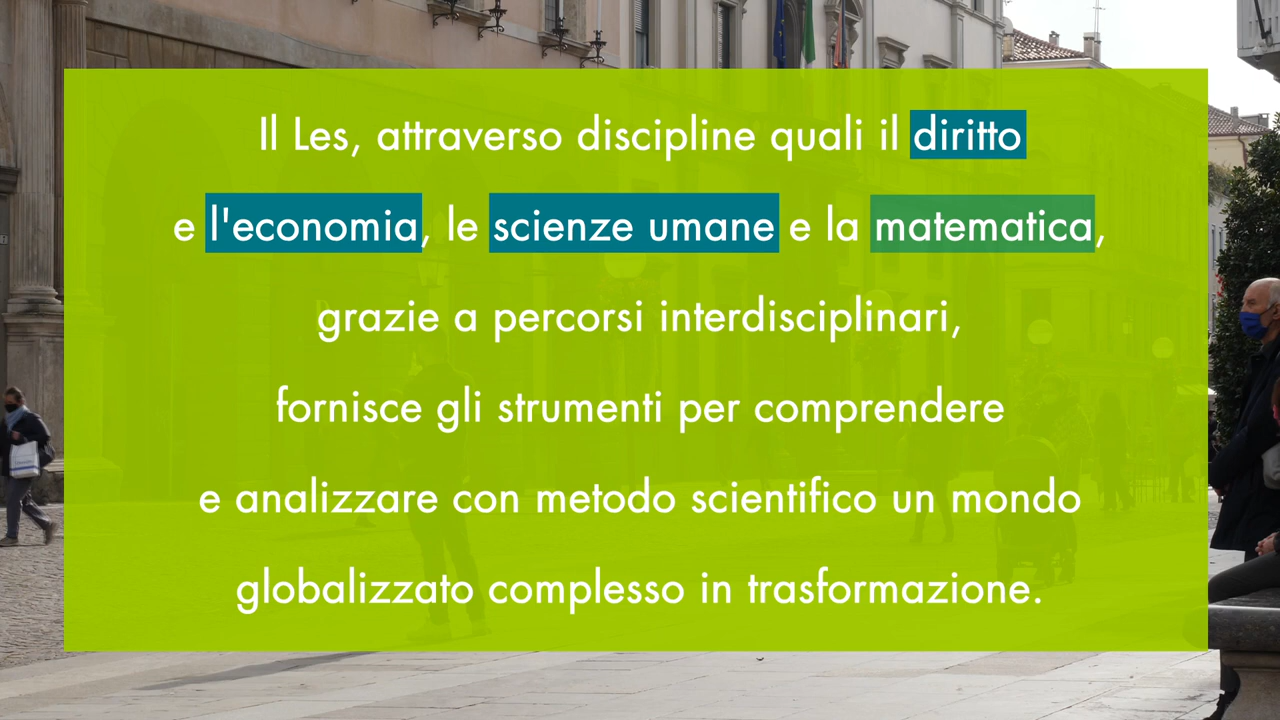 Il Les, attraverso discipline quali il diritto
e l'economia, le scienze umane e la matematica,
grazie a percorsi interdisciplinari,
fornisce gli strumenti per comprendere
e analizzare con metodo scientifico un mondo
globalizzato complesso in trasformazione.